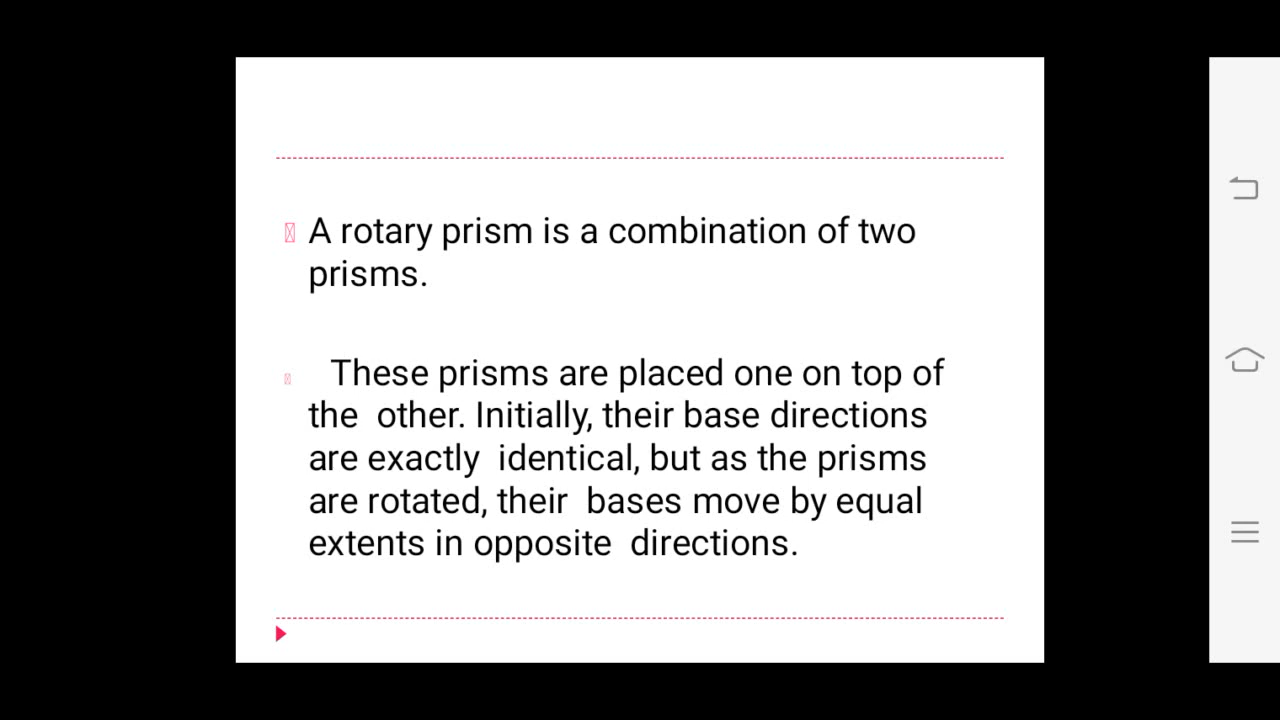 A rotary prism is a combination of two
prisms.
These prisms are placed one on top of
the  other. Initially, their base directions
are exactly  identical, but as the prisms
are rotated, their  bases move by equal
extents in opposite  directions.